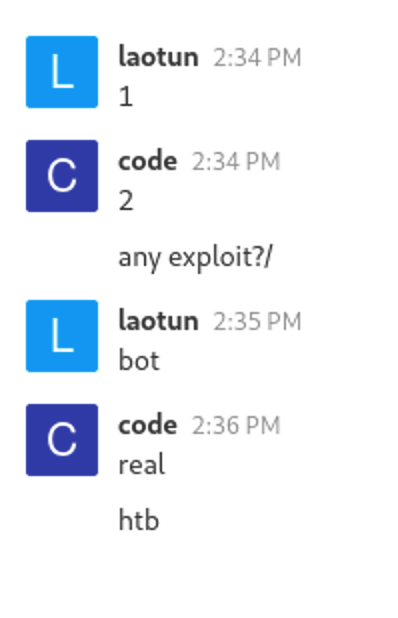 L
laotun 2:34 PM
1
C
code 2:34 PM
2
any exploit?/
L
laotun 2:35 PM
bot
C
code 2:36 PM
real
htb